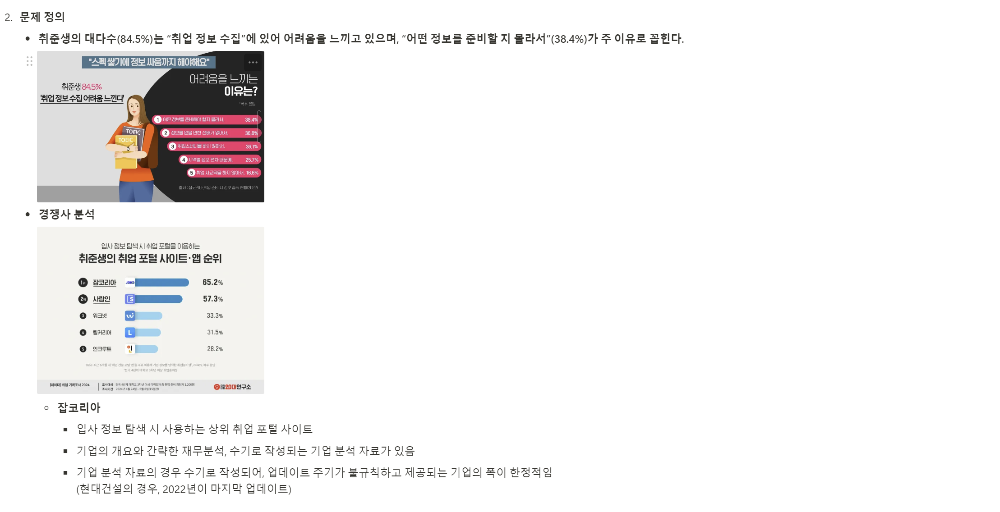 2. 문제 정의
• 취준생의 대다수(84.5%)는 “취업 정보 수집”에 있어 어려움을 느끼고 있으며, “어떤 정보를 준비할 지 몰라서”(38.4%)가 주 이유로 꼽힌다.
"스펙 쌓기에 정보 싸움까지 해야해요"
취준생 84.5%
'취업 정보 수집 어려움 느낀다'
어려움을 느끼는
이유는?
*복수 응답
TOEIC
TOEIC
1 어떤 정보를 준비해야 할지 몰라서, 38.4%
2 정보를 얻을 만한 선배가 없어서, 36.8%
3 취업스터디를 하지 않아서, 36.1%
4 지역별 정보 편차 때문에, 25.7%
5 취업 사교육을 하지 않아서, 16.6%
출처 : 잡코리아,취업 준비 시 정보 습득 현황(2022)
• 경쟁사 분석
입사 정보 탐색 시 취업 포털을 이용하는
취준생의 취업 포털 사이트·앱 순위
1위 잡코리아 JOBKO 65.2%
2위 사람인 S 57.3%
3 워크넷 W 33.3%
4 링커리어 L 31.5%
5 인크루트 인 28.2%
Base: 최근 6개월 내 '취업 전문 포털·앱'을 주로 이용해 기업 정보를 탐색한 취업준비생*, n=489, 복수 응답
*전국 4년제 대학교 3학년 이상 취업준비생
[데이터] 취업 기획조사 2024
조사대상 전국 4년제 대학교 3학년 이상 미취업자 중 취업 준비 경험자 1,200명
조사기간 2024년 4월 24일 ~ 5월 8일(15일간)
대학내일 20대연구소
○ 잡코리아
▪ 입사 정보 탐색 시 사용하는 상위 취업 포털 사이트
▪ 기업의 개요와 간략한 재무분석, 수기로 작성되는 기업 분석 자료가 있음
▪ 기업 분석 자료의 경우 수기로 작성되어, 업데이트 주기가 불규칙하고 제공되는 기업의 폭이 한정적임
(현대건설의 경우, 2022년이 마지막 업데이트)